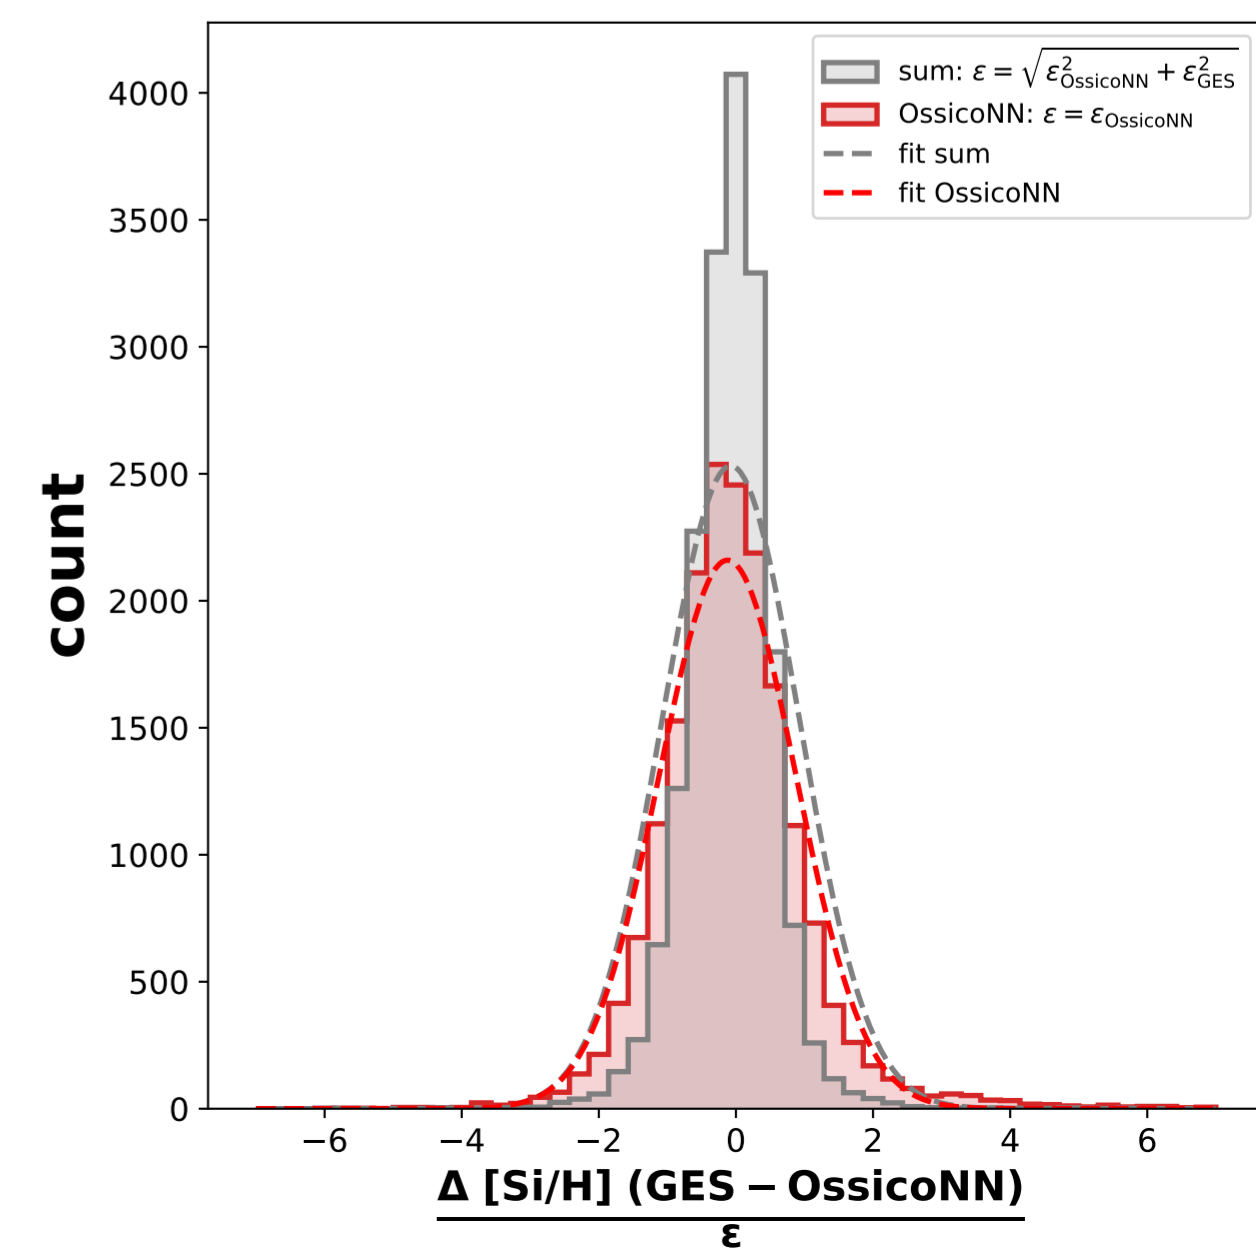 sum: ε = √ε²OssicoNN + ε²GES
OssicoNN: ε = εOssicoNN
fit sum
fit OssicoNN
4000
3500
3000
2500
2000
1500
1000
500
0
count
−6 −4 −2 0 2 4 6
Δ [Si/H] (GES − OssicoNN)
ε